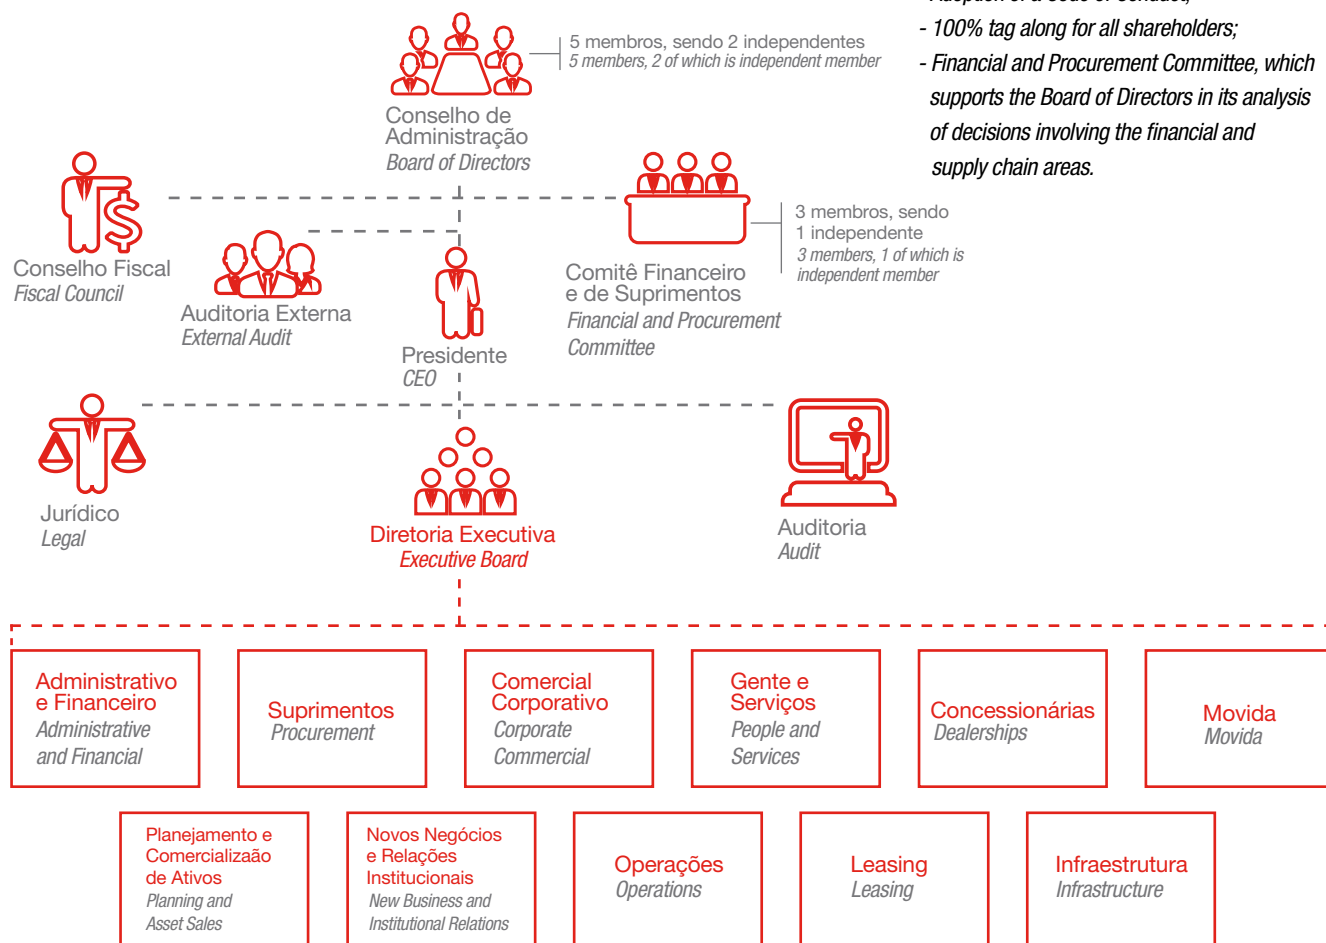 Adoption of a Code of Conduct;
- 100% tag along for all shareholders;
- Financial and Procurement Committee, which
supports the Board of Directors in its analysis
of decisions involving the financial and
supply chain areas.
5 membros, sendo 2 independentes
5 members, 2 of which is independent member
Conselho de
Administração
Board of Directors
3 membros, sendo
1 independente
3 members, 1 of which is
independent member
Conselho Fiscal
Fiscal Council
Auditoria Externa
External Audit
Comitê Financeiro
e de Suprimentos
Financial and Procurement
Committee
Presidente
CEO
Jurídico
Legal
Diretoria Executiva
Executive Board
Auditoria
Audit
Administrativo
e Financeiro
Administrative
and Financial
Suprimentos
Procurement
Comercial
Corporativo
Corporate
Commercial
Gente e
Serviços
People and
Services
Concessionárias
Dealerships
Movida
Movida
Planejamento e
Comercializaão
de Ativos
Planning and
Asset Sales
Novos Negócios
e Relações
Institucionais
New Business and
Institutional Relations
Operações
Operations
Leasing
Leasing
Infraestrutura
Infrastructure